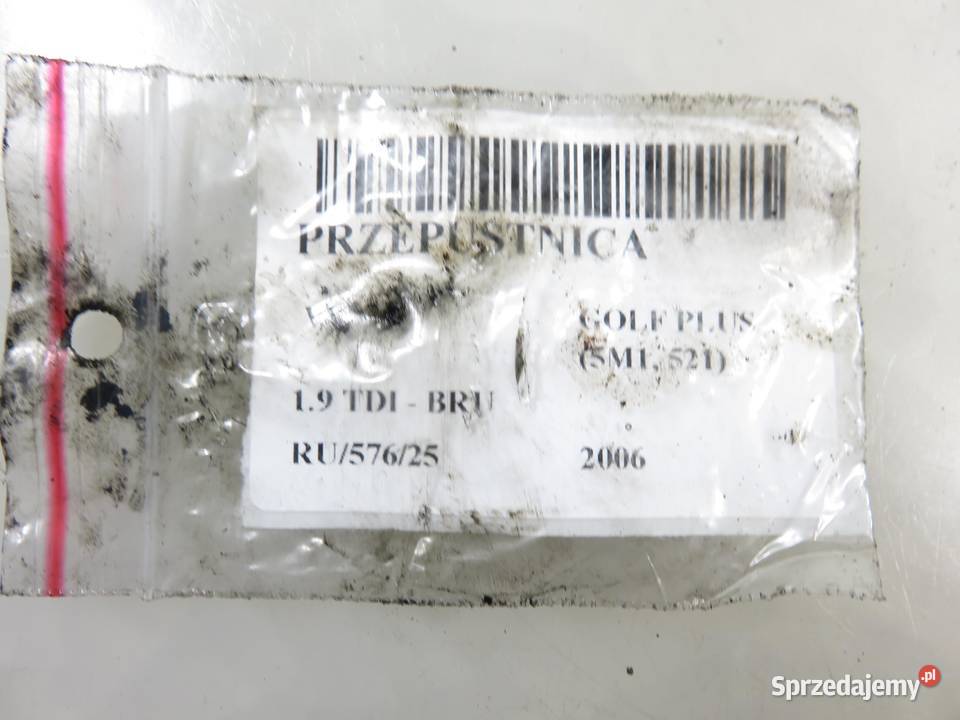 PRZEPUSTNICA
GOLF PLUS
(5M1, 521)
1.9 TDI - BRU
RU/576/25
2006
Sprzedajemy.pl